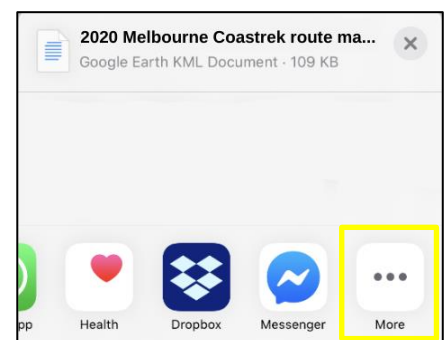 2020 Melbourne Coastrek route ma...
Google Earth KML Document · 109 KB
pp Health Dropbox Messenger More